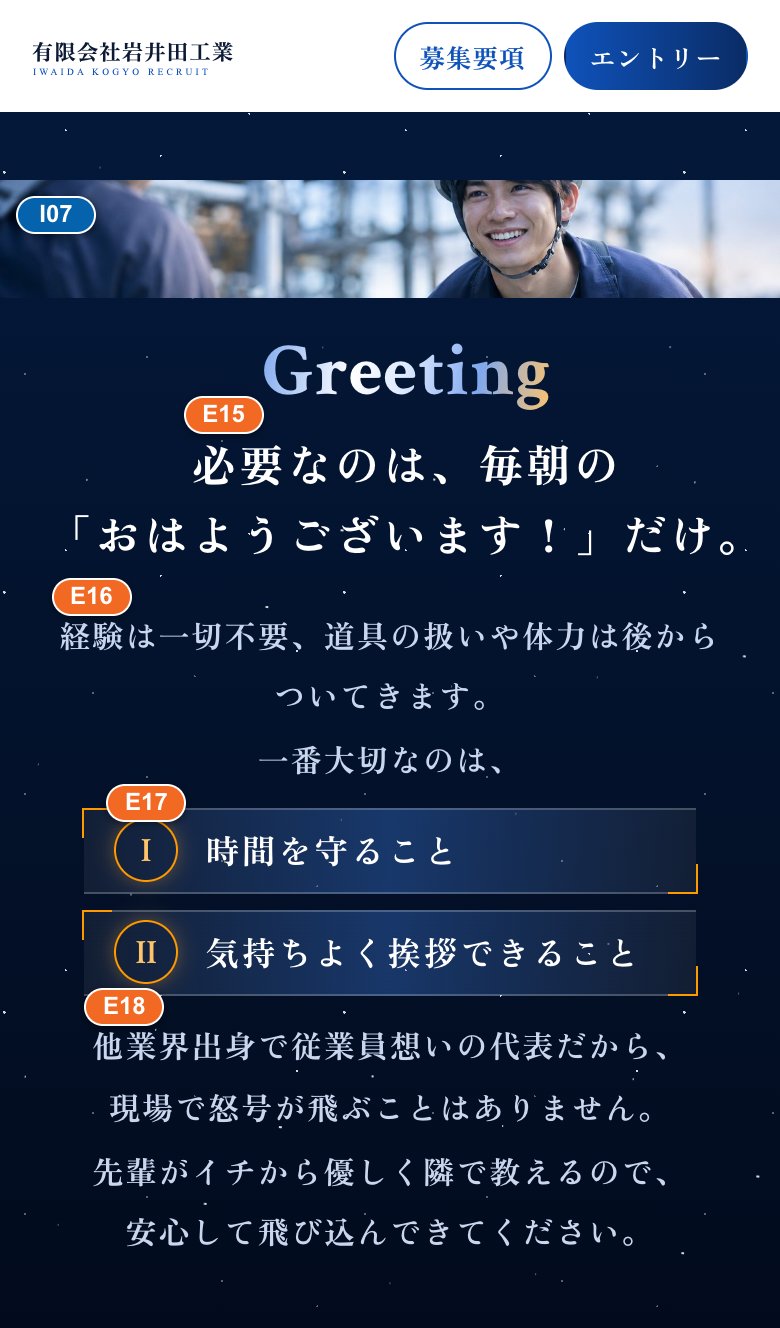 有限会社岩井田工業
IWAIDA KOGYO RECRUIT
募集要項
エントリー
I07
Greeting
E15
必要なのは、毎朝の
「おはようございます！」だけ。
E16
経験は一切不要、道具の扱いや体力は後から
ついてきます。
一番大切なのは、
E17
I 時間を守ること
II 気持ちよく挨拶できること
E18
他業界出身で従業員想いの代表だから、
現場で怒号が飛ぶことはありません。
先輩がイチから優しく隣で教えるので、
安心して飛び込んできてください。